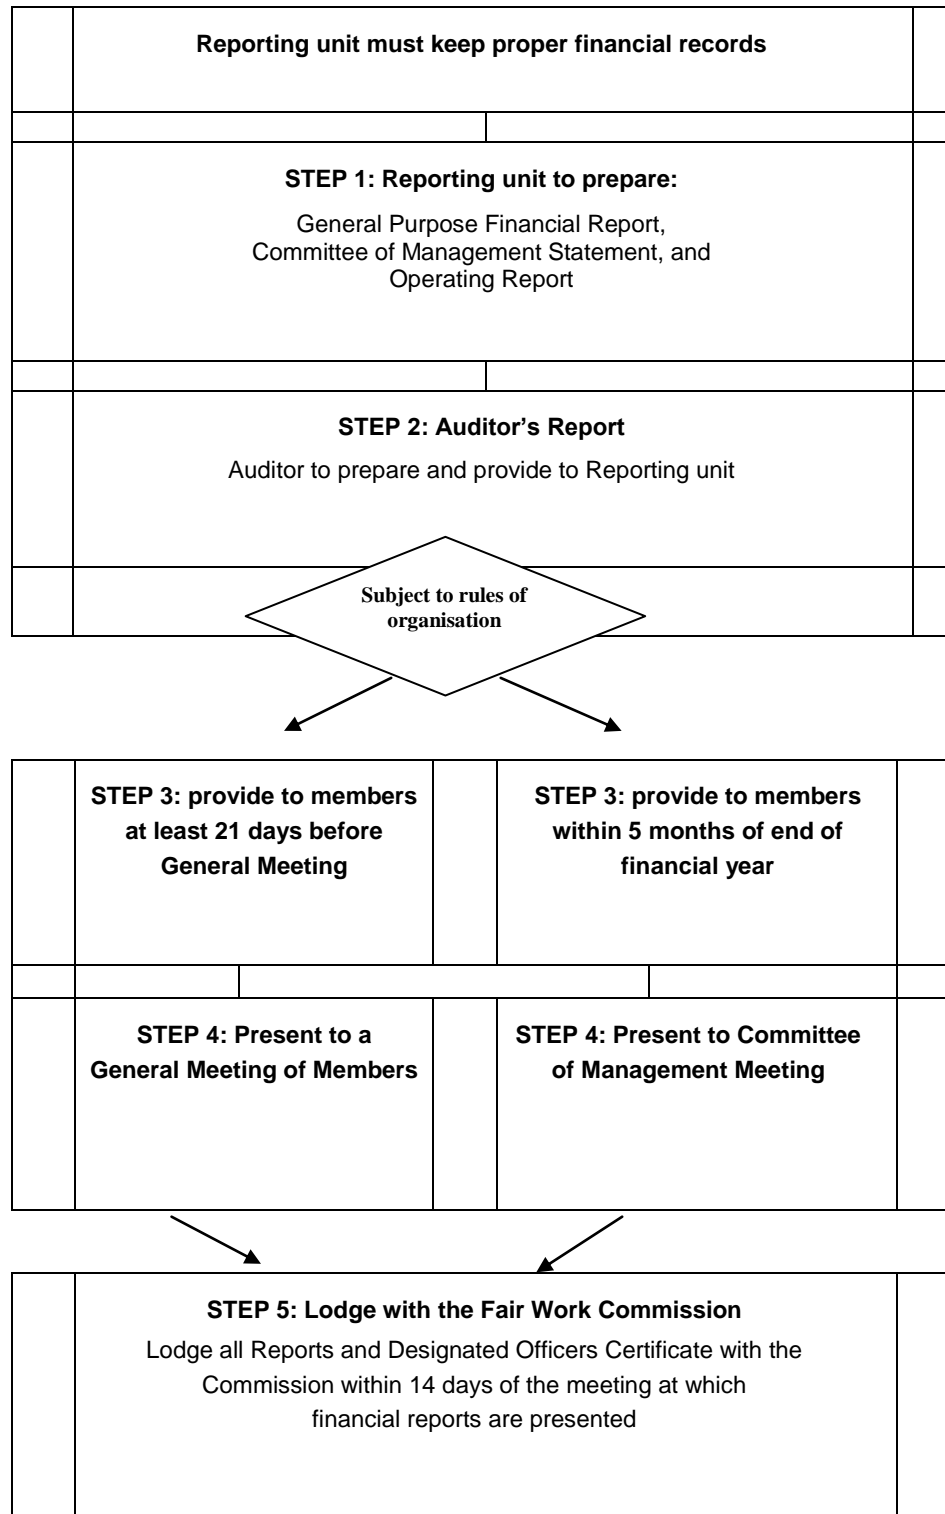 Reporting unit must keep proper financial records
STEP 1: Reporting unit to prepare:
General Purpose Financial Report,
Committee of Management Statement, and
Operating Report
STEP 2: Auditor’s Report
Auditor to prepare and provide to Reporting unit
Subject to rules of
organisation
STEP 3: provide to members
at least 21 days before
General Meeting
STEP 3: provide to members
within 5 months of end of
financial year
STEP 4: Present to a
General Meeting of Members
STEP 4: Present to Committee
of Management Meeting
STEP 5: Lodge with the Fair Work Commission
Lodge all Reports and Designated Officers Certificate with the
Commission within 14 days of the meeting at which
financial reports are presented